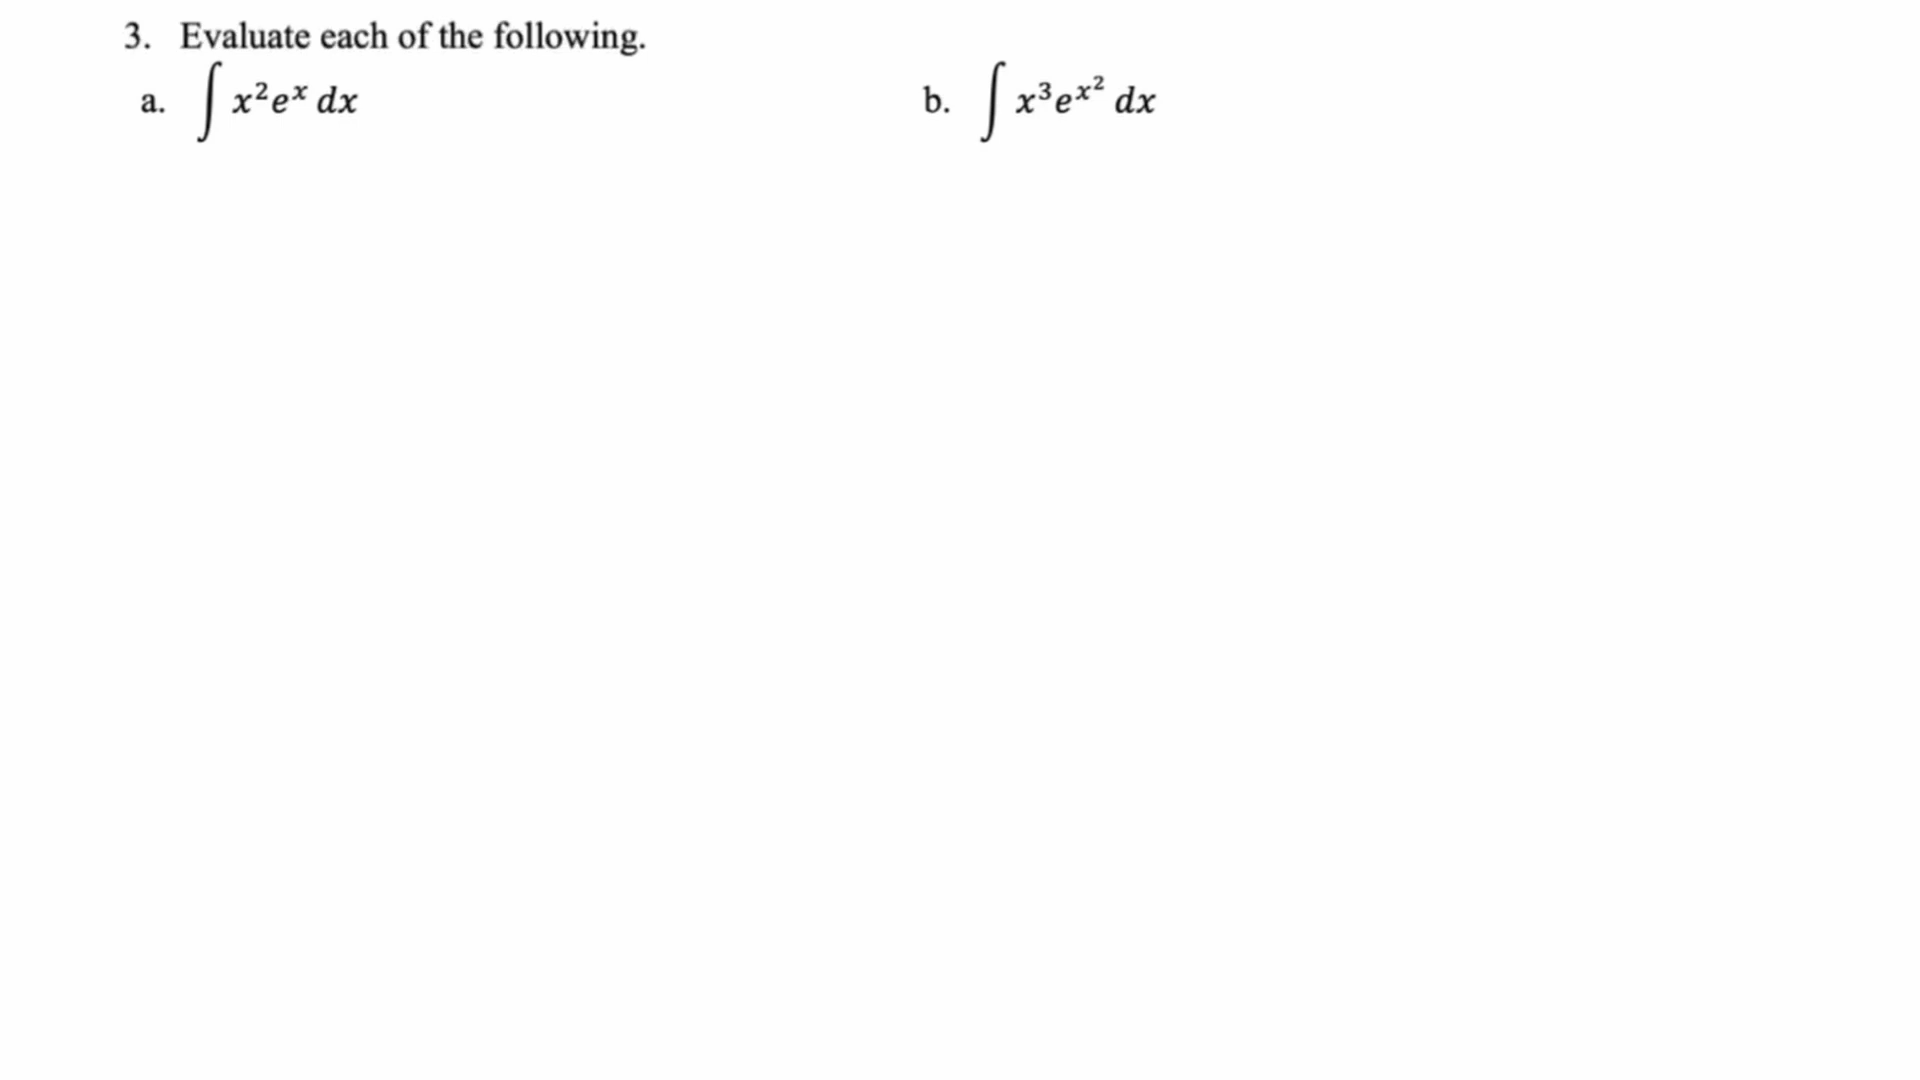 3. Evaluate each of the following.
a. ∫ x²eˣ dx
b. ∫ x³e^{x²} dx